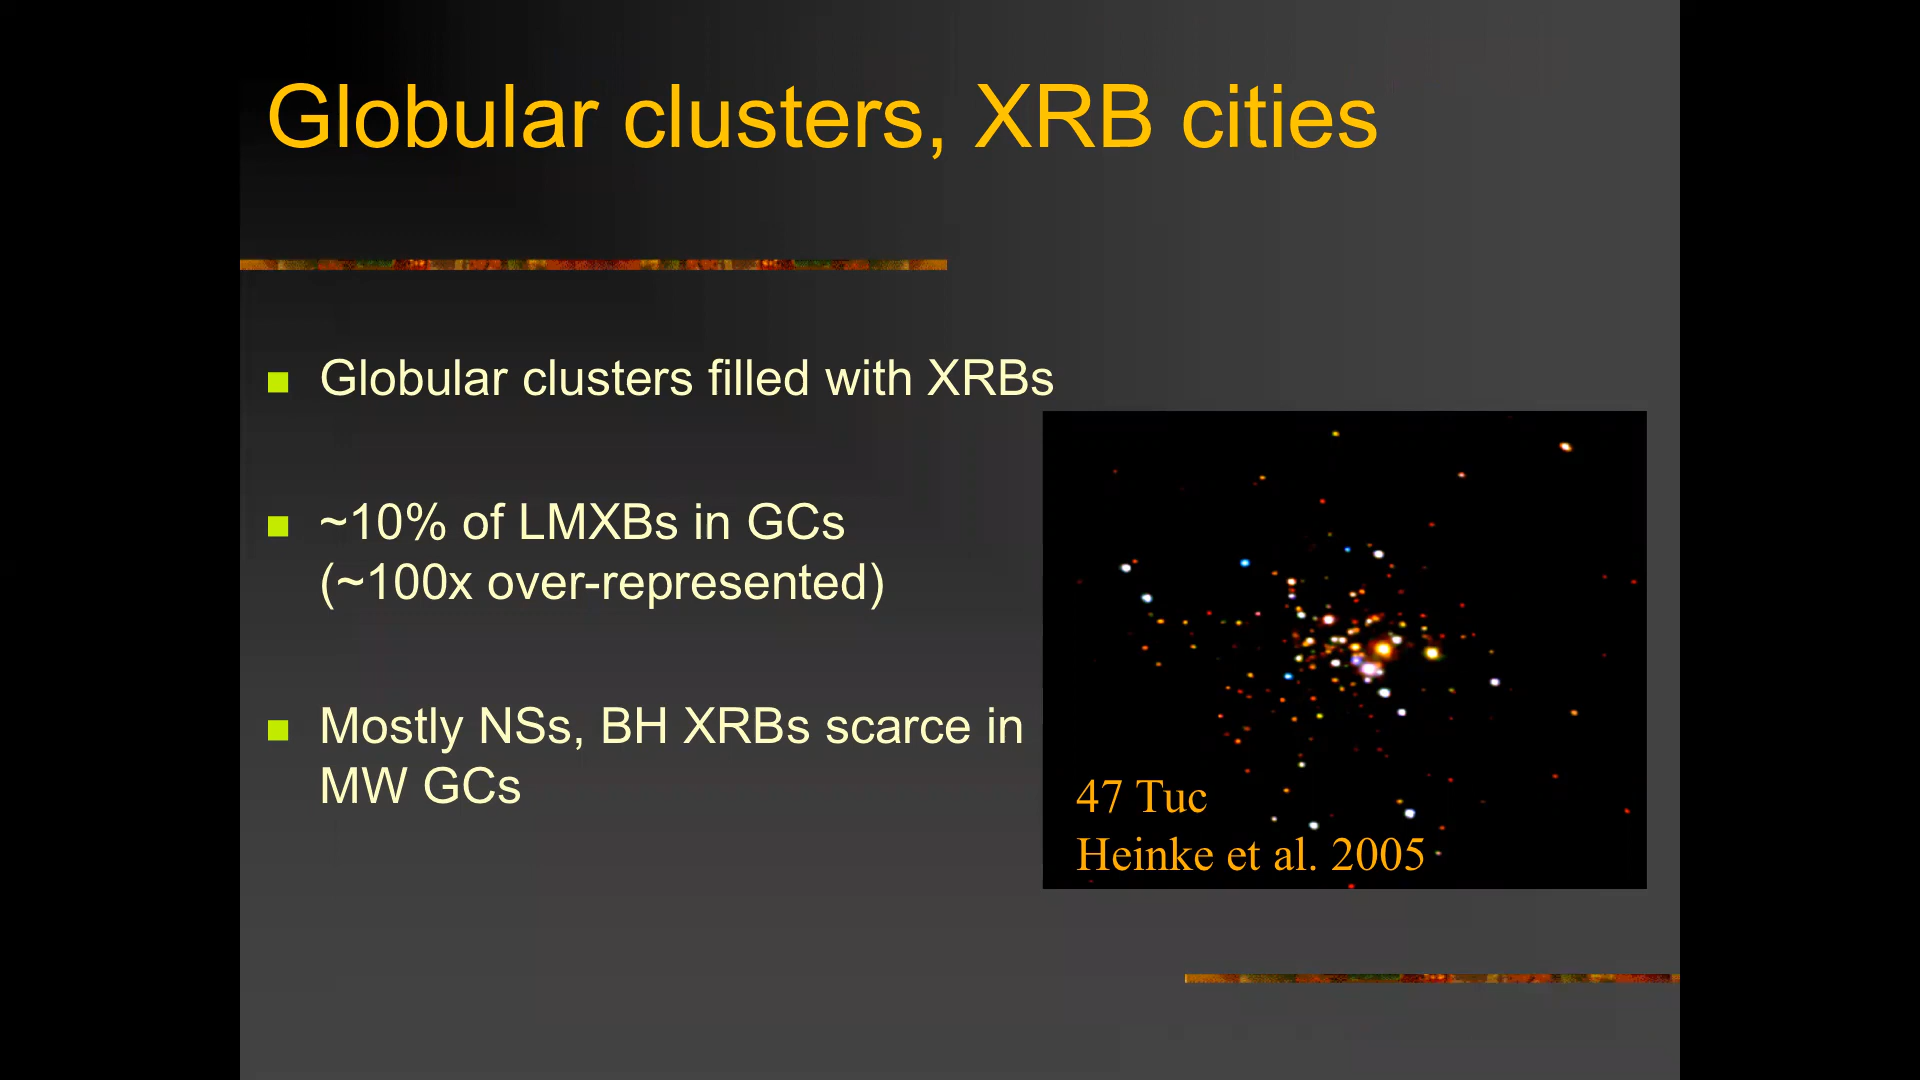 Globular clusters, XRB cities
Globular clusters filled with XRBs
~10% of LMXBs in GCs
(~100x over-represented)
Mostly NSs, BH XRBs scarce in
MW GCs
47 Tuc
Heinke et al. 2005